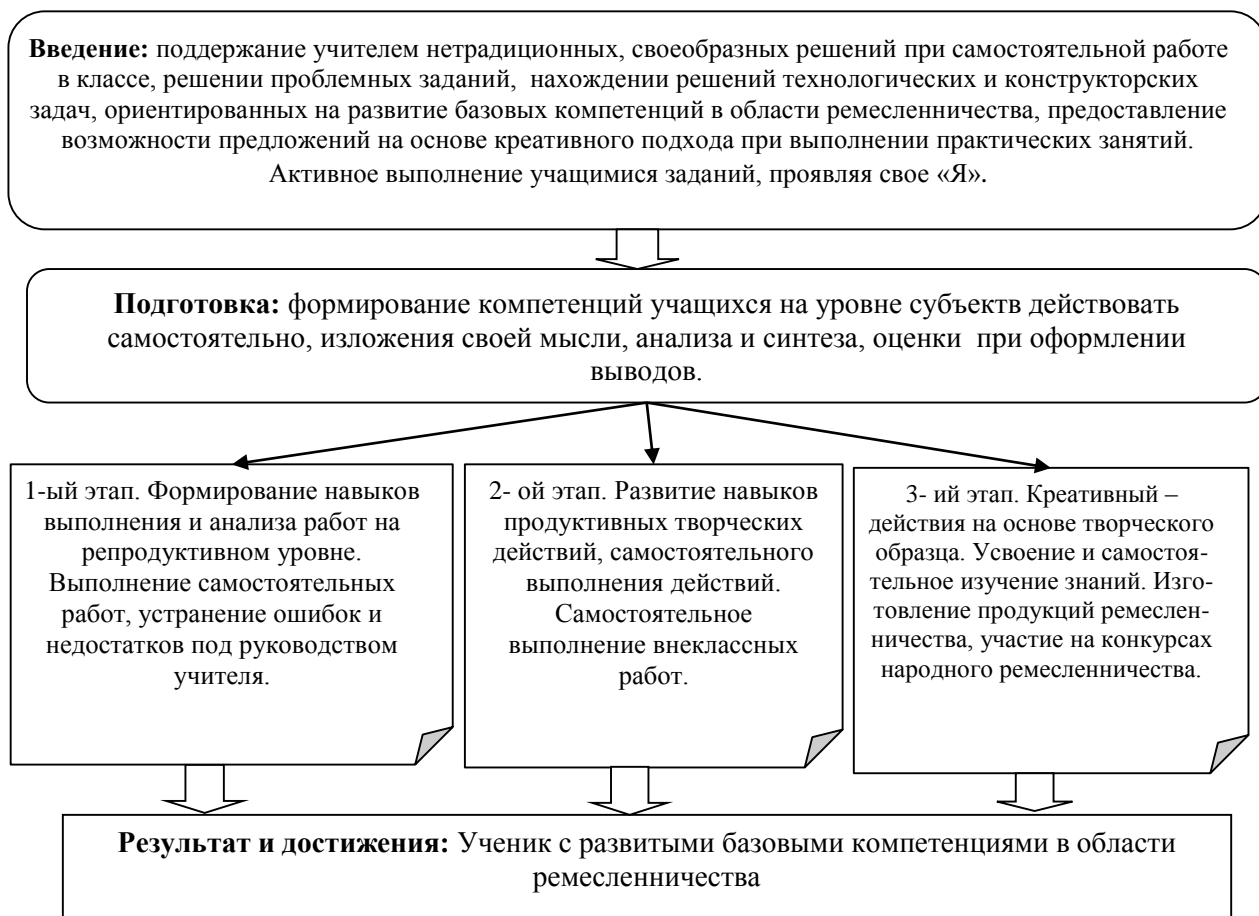 Введение: поддержание учителем нетрадиционных, своеобразных решений при самостоятельной работе
в классе, решении проблемных заданий, нахождении решений технологических и конструкторских
задач, ориентированных на развитие базовых компетенций в области ремесленничества, предоставление
возможности предложений на основе креативного подхода при выполнении практических занятий.
Активное выполнение учащимися заданий, проявляя свое «Я».
Подготовка: формирование компетенций учащихся на уровне субъектв действовать
самостоятельно, изложения своей мысли, анализа и синтеза, оценки при оформлении
выводов.
1-ый этап. Формирование навыков
выполнения и анализа работ на
репродуктивном уровне.
Выполнение самостоятельных
работ, устранение ошибок и
недостатков под руководством
учителя.
2- ой этап. Развитие навыков
продуктивных творческих
действий, самостоятельного
выполнения действий.
Самостоятельное
выполнение внеклассных
работ.
3- ий этап. Креативный –
действия на основе творческого
образца. Усвоение и самостоя-
тельное изучение знаний. Изго-
товление продукций ремеслен-
ничества, участие на конкурсах
народного ремесленничества.
Результат и достижения: Ученик с развитыми базовыми компетенциями в области
ремесленничества